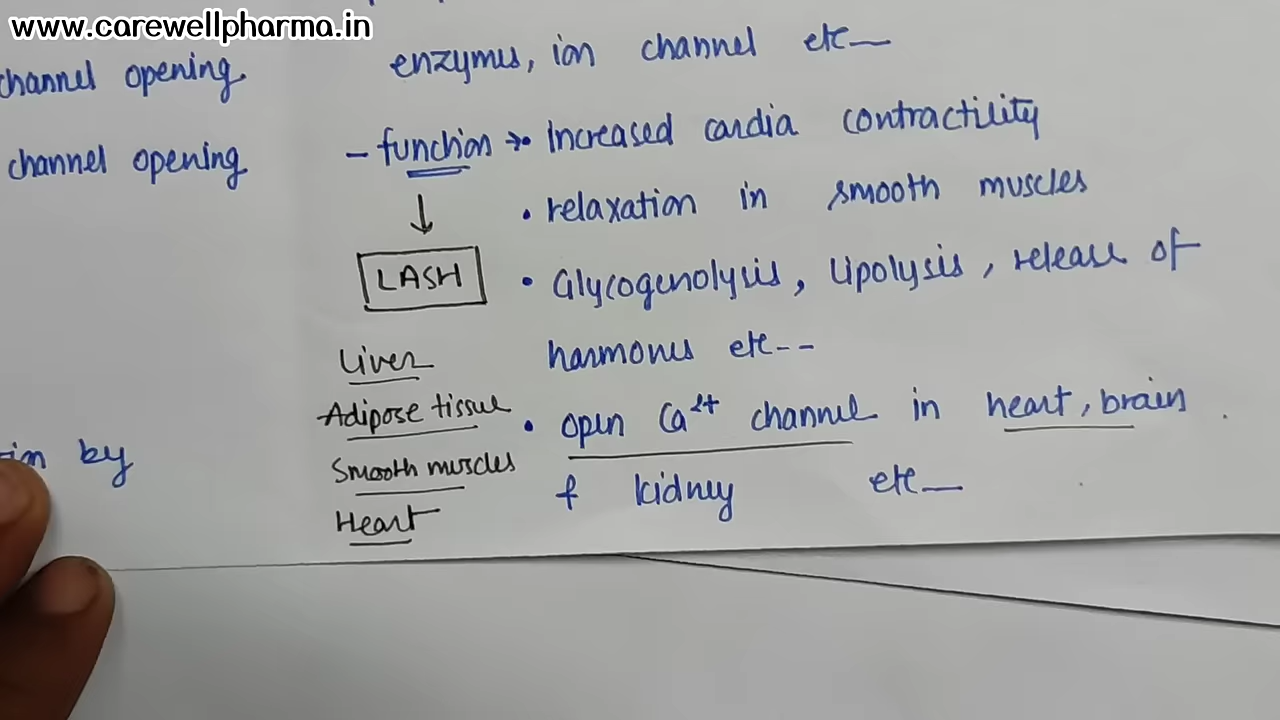 www.carewellpharma.in
channel opening
channel opening
enzymes, ion channel etc—
- function → • Increased cardia contractility
↓
LASH
• relaxation in smooth muscles
• Glycogenolysis, Lipolysis, release of
harmones etc--
• open Ca2+ channel in heart, brain
f kidney etc—
Liver
Adipose tissue
Smooth muscles
Heart
by